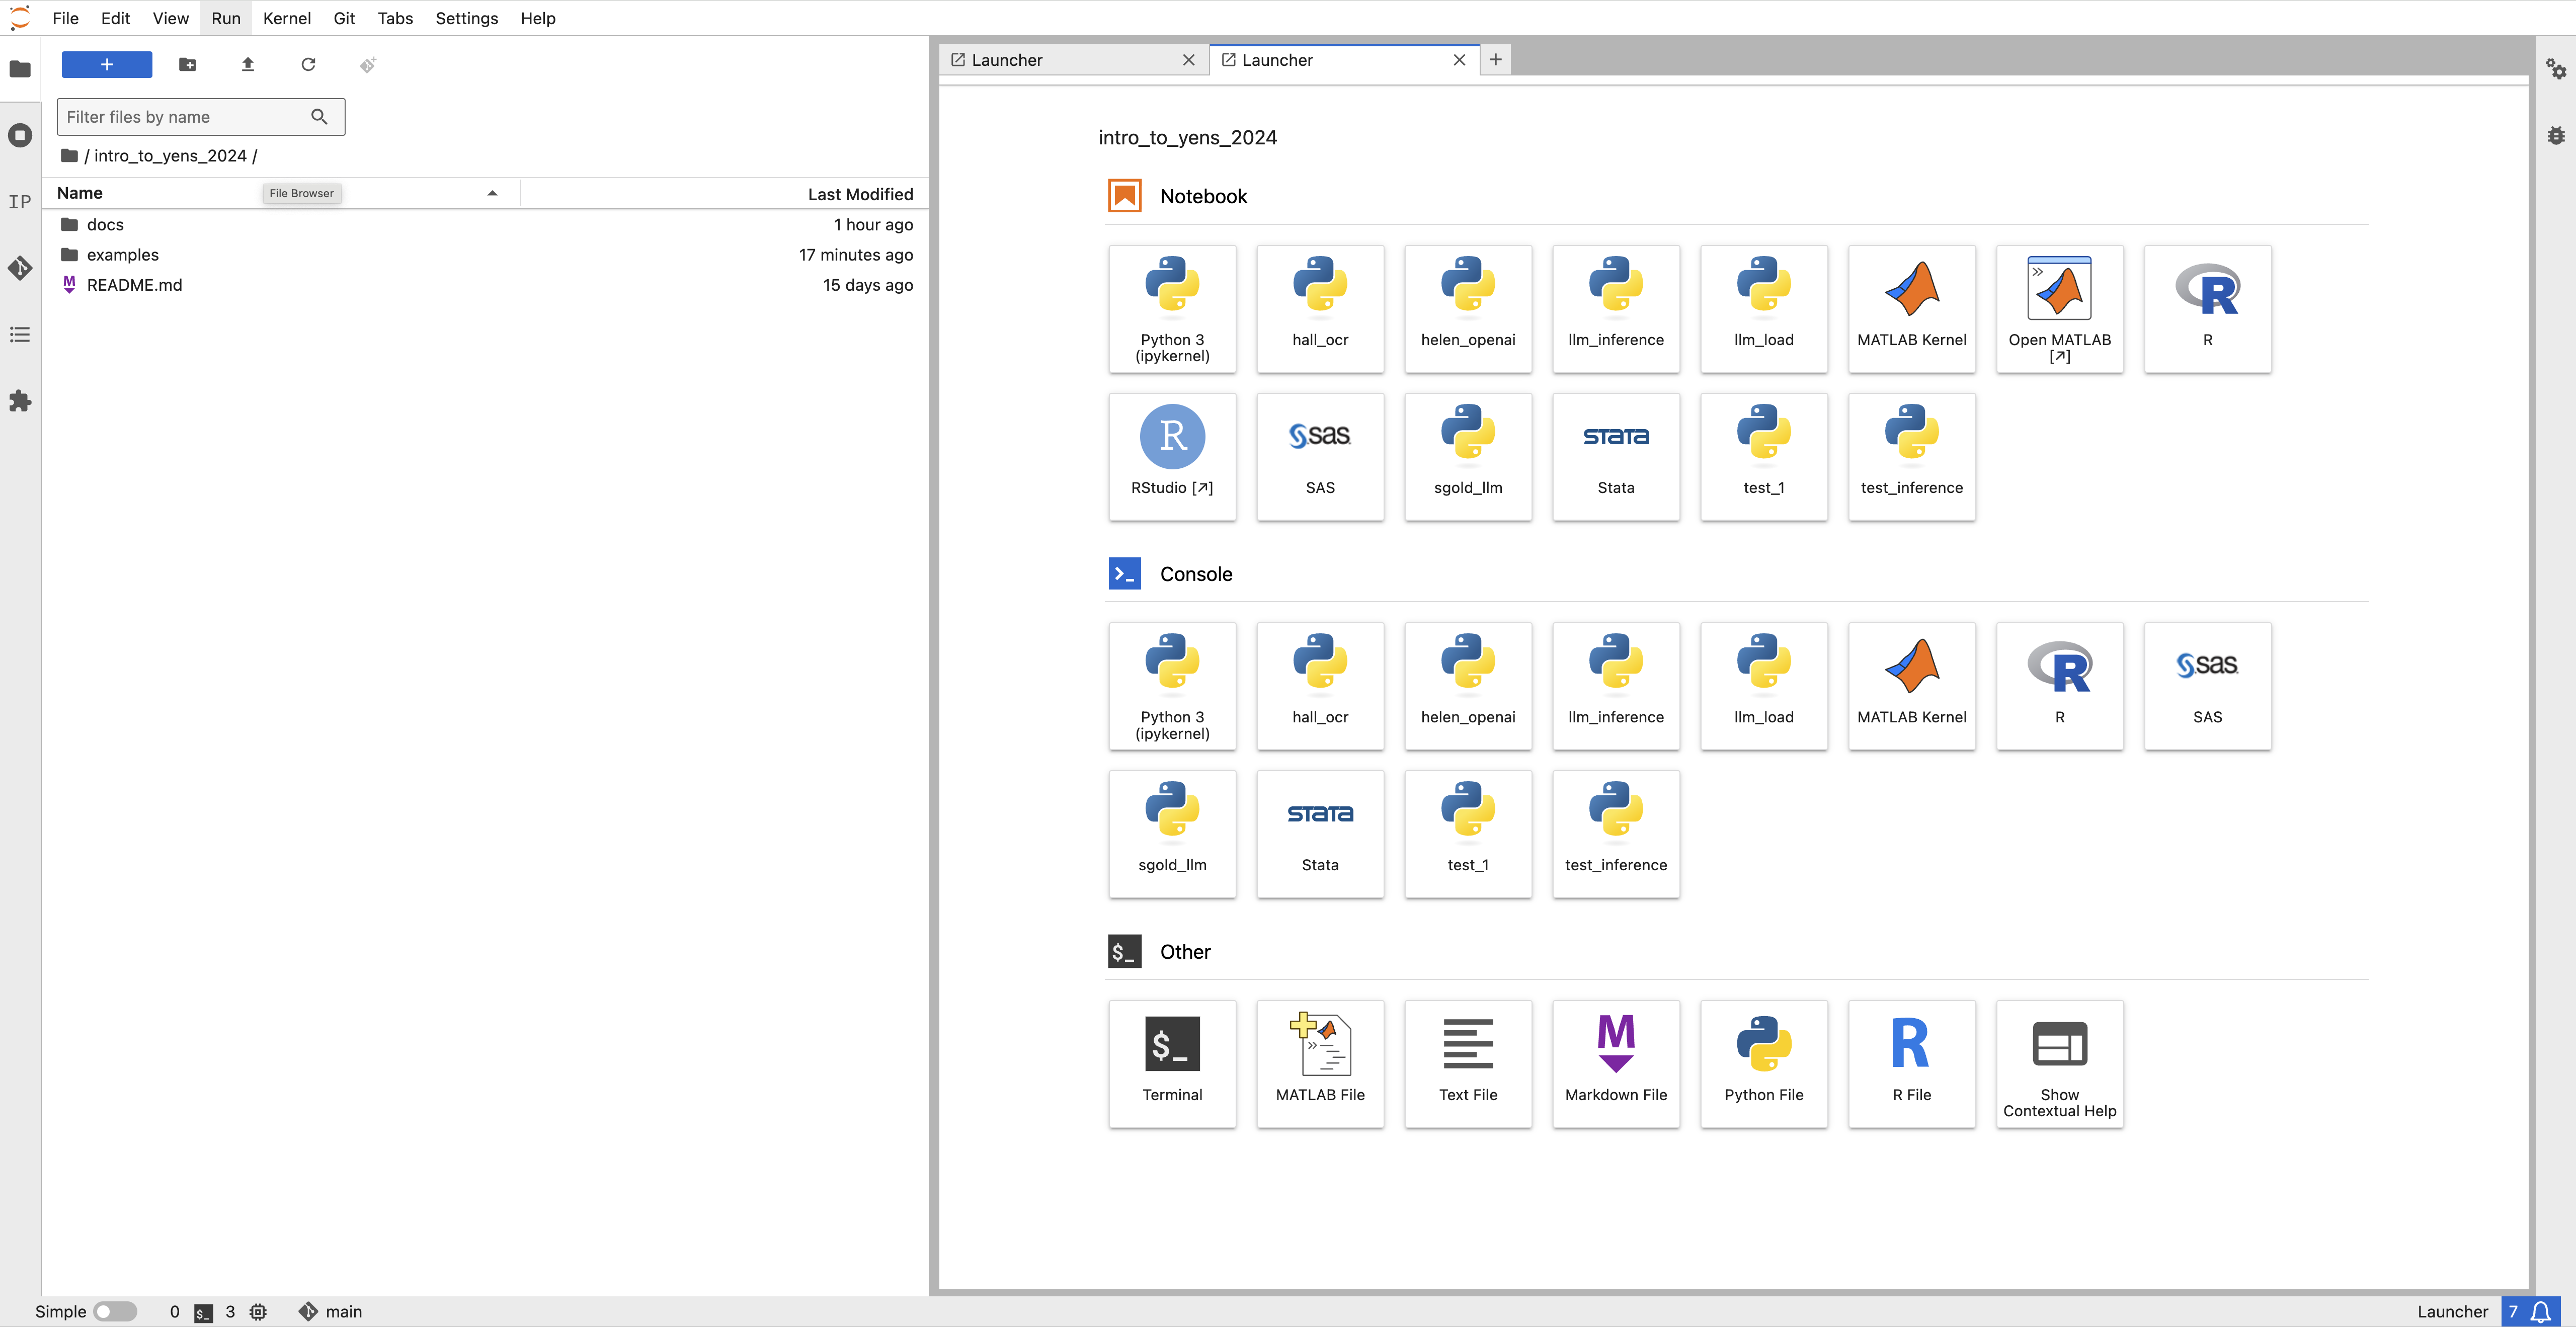 File Edit View Run Kernel Git Tabs Settings Help
+
Launcher Launcher +
Filter files by name
/ intro_to_yens_2024 /
IP
Name Last Modified
File Browser
docs 1 hour ago
examples 17 minutes ago
M README.md 15 days ago
intro_to_yens_2024
Notebook
Python 3
(ipykernel)
hall_ocr
helen_openai
llm_inference
llm_load
MATLAB Kernel
>>
Open MATLAB
[↗]
R
R
R
RStudio [↗]
sas
SAS
sgold_llm
STATA
Stata
test_1
test_inference
>_ Console
Python 3
(ipykernel)
hall_ocr
helen_openai
llm_inference
llm_load
MATLAB Kernel
R
R
sas
SAS
sgold_llm
STATA
Stata
test_1
test_inference
$_ Other
$_
Terminal
>>
MATLAB File
Text File
M
Markdown File
Python File
R
R File
Show
Contextual Help
Simple 0 $_ 3 main Launcher 7